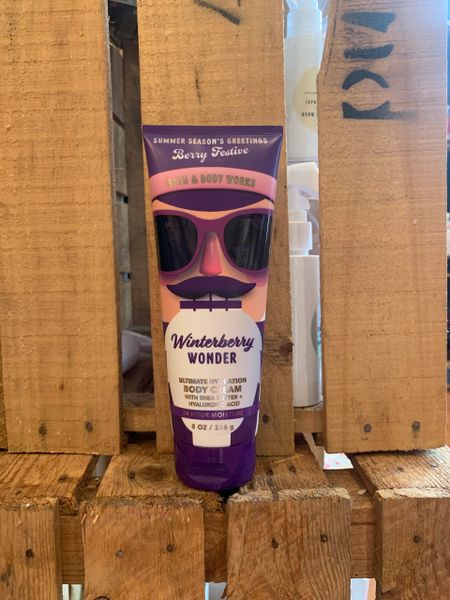 SUMMER SEASON'S GREETINGS
Berry Festive
BATH & BODY WORKS
Winterberry
WONDER
ULTIMATE HYDRATION
BODY CREAM
WITH SHEA BUTTER +
HYALURONIC ACID
24 HOUR MOISTURE
8 OZ / 226 g